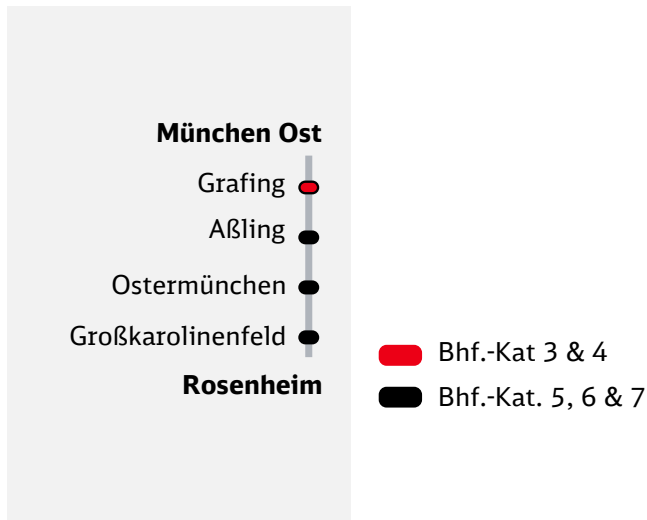 München Ost
Grafing
Aßling
Ostermünchen
Großkarolinenfeld
Rosenheim
Bhf.-Kat 3 & 4
Bhf.-Kat. 5, 6 & 7